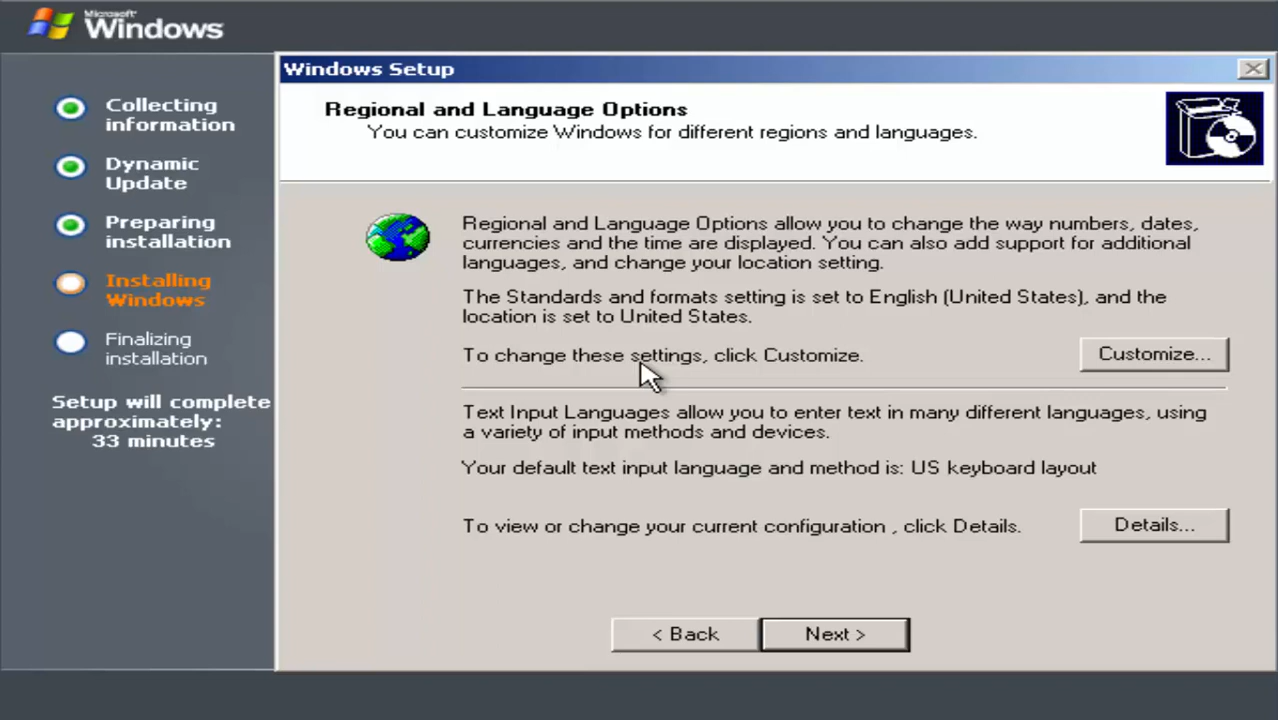 Microsoft
Windows
Collecting
information
Dynamic
Update
Preparing
installation
Installing
Windows
Finalizing
installation
Setup will complete
approximately:
33 minutes
Windows Setup
Regional and Language Options
You can customize Windows for different regions and languages.
Regional and Language Options allow you to change the way numbers, dates,
currencies and the time are displayed. You can also add support for additional
languages, and change your location setting.
The Standards and formats setting is set to English (United States), and the
location is set to United States.
To change these settings, click Customize.
Customize...
Text Input Languages allow you to enter text in many different languages, using
a variety of input methods and devices.
Your default text input language and method is: US keyboard layout
To view or change your current configuration , click Details.
Details...
< Back
Next >